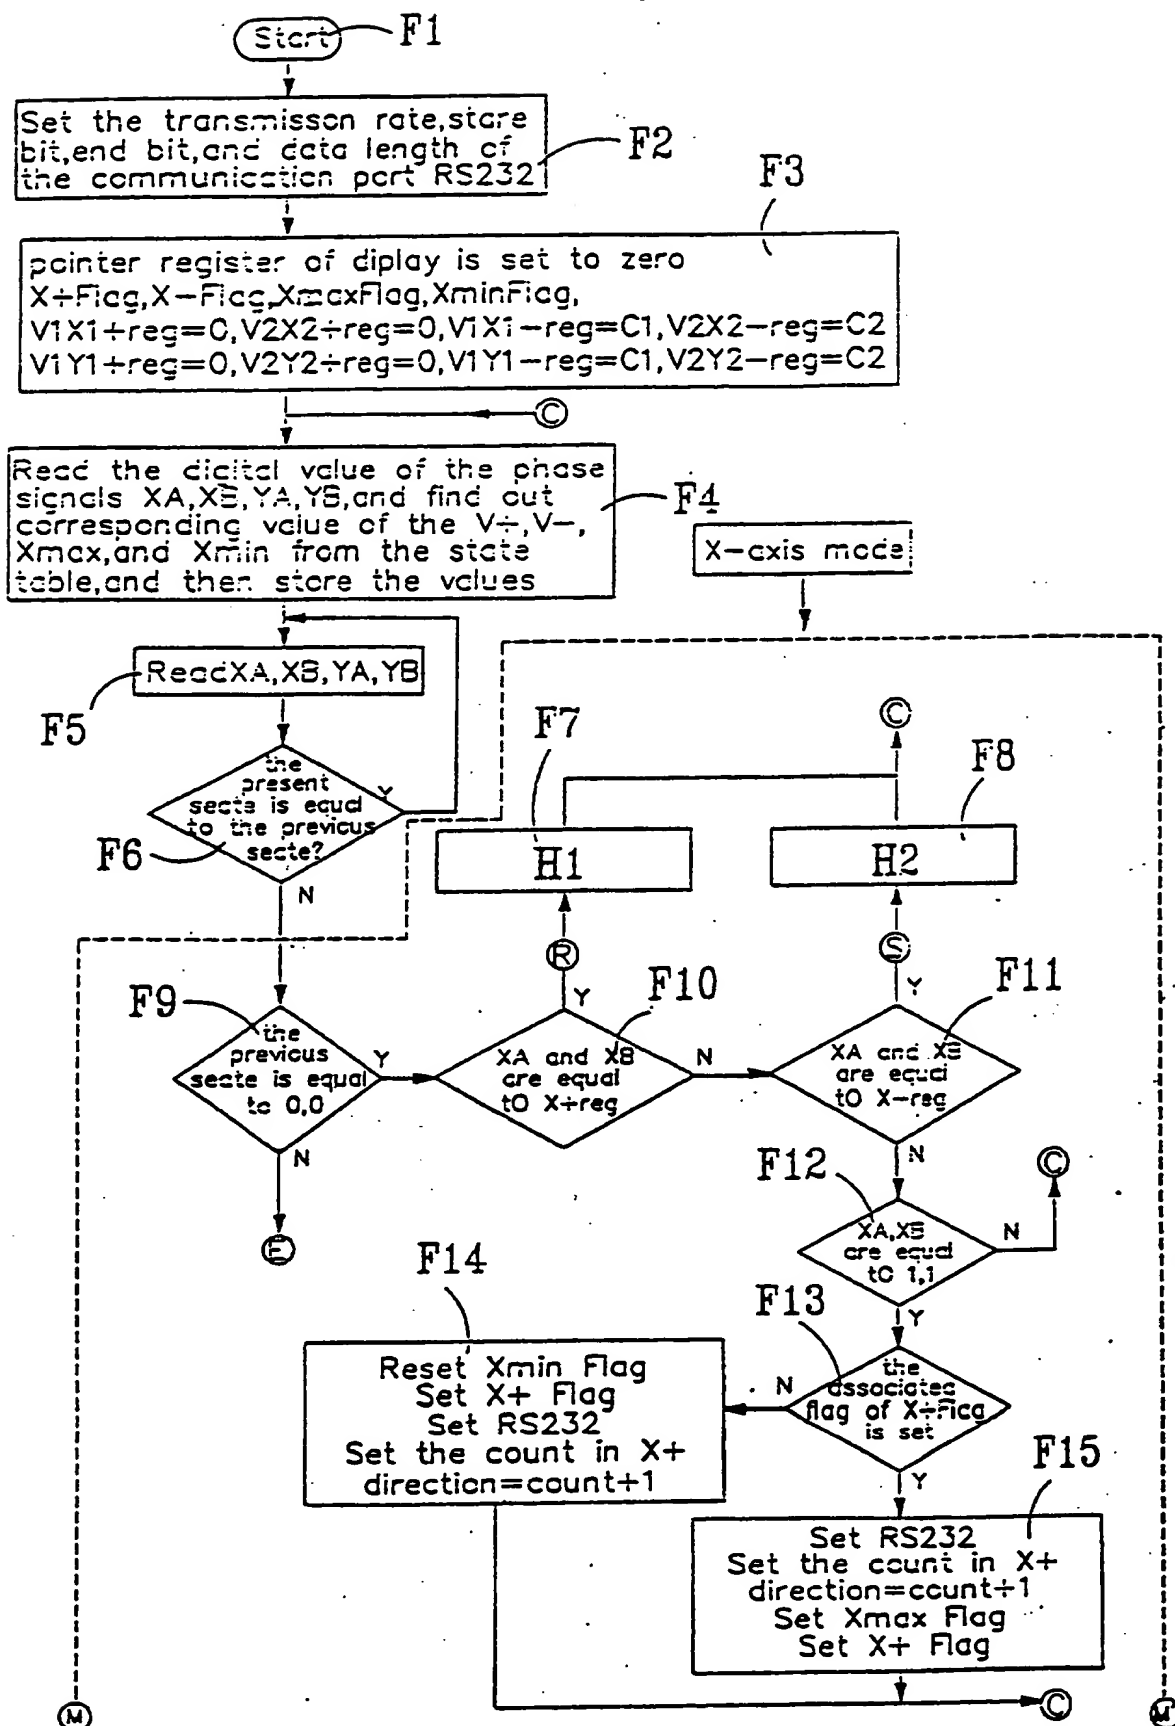 Start
F1
Set the transmisson rate,stare
bit,end bit,and data length of
the communication port RS232
F2
F3
pointer register of diplay is set to zero
X+Flag,X-Flag,XmaxFlag,XminFlag,
V1X1+reg=0,V2X2+reg=0,V1X1-reg=C1,V2X2-reg=C2
V1Y1+reg=0,V2Y2+reg=0,V1Y1-reg=C1,V2Y2-reg=C2
C
Read the digital value of the phase
signals XA,XB,YA,YB,and find out
corresponding value of the V+,V-,
Xmax,and Xmin from the state
table,and then store the values
F4
X-axis mode
ReadXA,XB,YA,YB
F5
the
present
secte is equal
to the previous
secte?
Y
F6
N
F7
C
F8
H1
H2
R
S
F9
the
previous
secte is equal
to 0,0
Y
N
E
F10
Y
XA and XB
are equal
tO X+reg
N
F11
Y
XA and XB
are equal
tO X-reg
N
F12
XA,XB
are equal
tO 1,1
N
C
Y
F13
the
associated
flag of X+Flag
is set
N
Y
F14
Reset Xmin Flag
Set X+ Flag
Set RS232
Set the count in X+
direction=count+1
F15
Set RS232
Set the count in X+
direction=count+1
Set Xmax Flag
Set X+ Flag
M
C
M